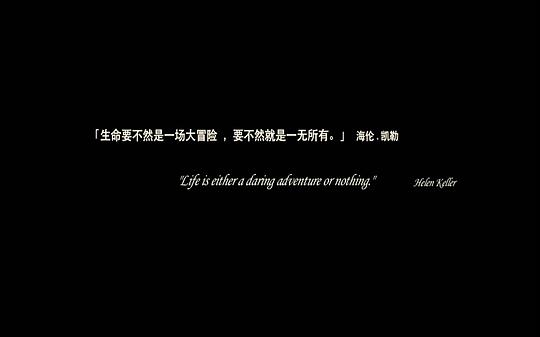 「生命要不然是一场大冒险 ，要不然就是一无所有。」 海伦 . 凯勒
"Life is either a daring adventure or nothing." Helen Keller